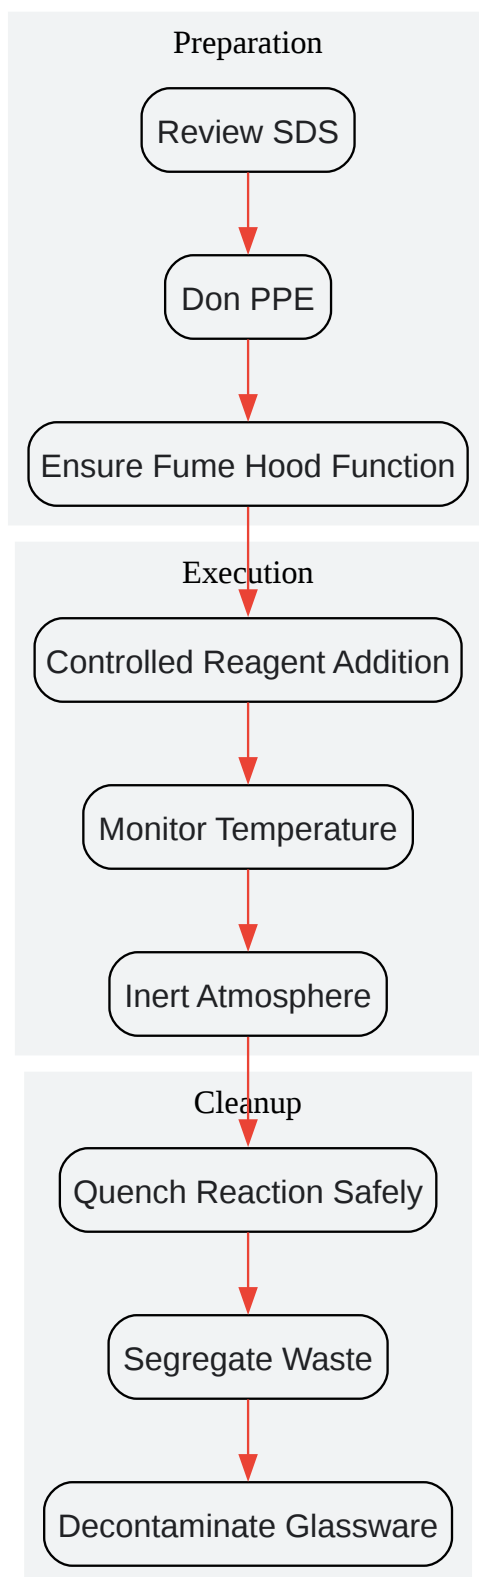 Preparation
Review SDS
Don PPE
Ensure Fume Hood Function
Execution
Controlled Reagent Addition
Monitor Temperature
Inert Atmosphere
Cleanup
Quench Reaction Safely
Segregate Waste
Decontaminate Glassware